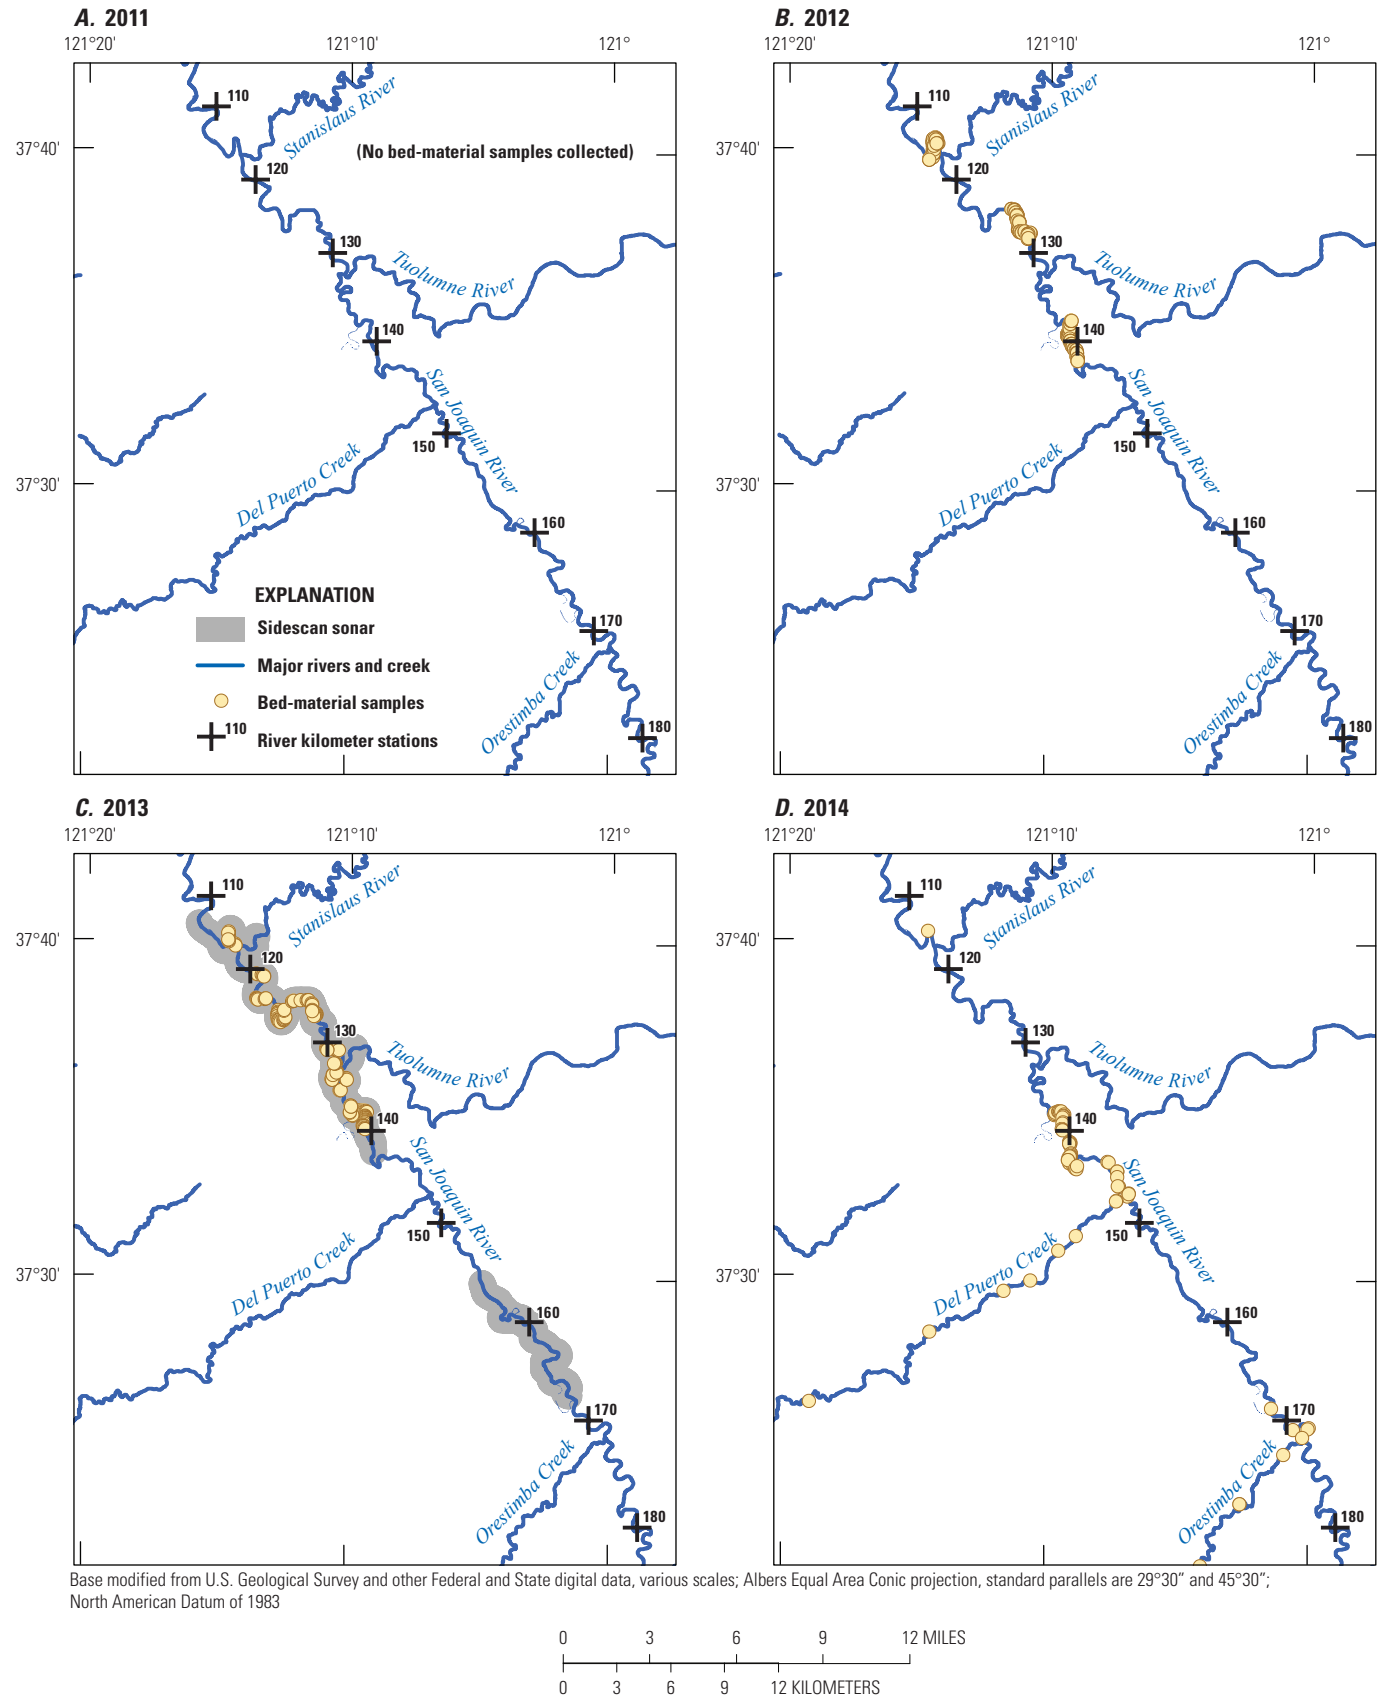 A. 2011
121°20' 121°10' 121°
37°40'
37°30'
110
Stanislaus River
(No bed-material samples collected)
120
130
Tuolumne River
140
San Joaquin River
150
Del Puerto Creek
160
170
Orestimba Creek
180
EXPLANATION
Sidescan sonar
Major rivers and creek
Bed-material samples
110 River kilometer stations
B. 2012
121°20' 121°10' 121°
37°40'
37°30'
110
Stanislaus River
120
130
Tuolumne River
140
San Joaquin River
150
Del Puerto Creek
160
170
Orestimba Creek
180
C. 2013
121°20' 121°10' 121°
37°40'
37°30'
110
Stanislaus River
120
130
Tuolumne River
140
San Joaquin River
150
Del Puerto Creek
160
170
Orestimba Creek
180
D. 2014
121°20' 121°10' 121°
37°40'
37°30'
110
Stanislaus River
120
130
Tuolumne River
140
San Joaquin River
150
Del Puerto Creek
160
170
Orestimba Creek
180
Base modified from U.S. Geological Survey and other Federal and State digital data, various scales; Albers Equal Area Conic projection, standard parallels are 29°30” and 45°30”;
North American Datum of 1983
0 3 6 9 12 MILES
0 3 6 9 12 KILOMETERS